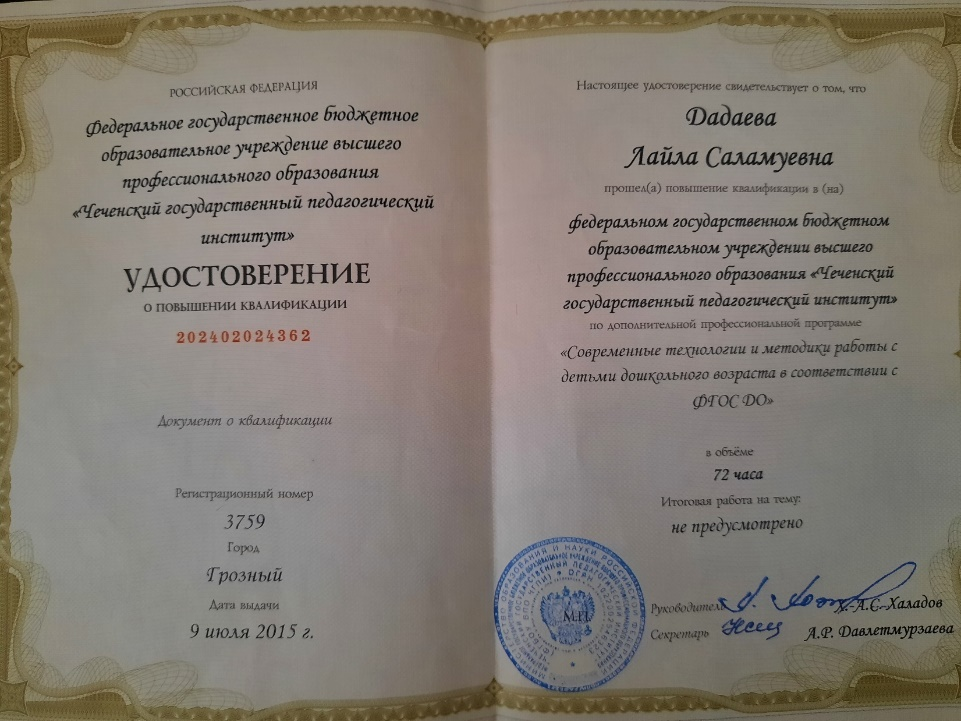 РОССИЙСКАЯ ФЕДЕРАЦИЯ
Федеральное государственное бюджетное
образовательное учреждение высшего
профессионального образования
«Чеченский государственный педагогический
институт»
УДОСТОВЕРЕНИЕ
О ПОВЫШЕНИИ КВАЛИФИКАЦИИ
202402024362
Документ о квалификации
Регистрационный номер
3759
Город
Грозный
Дата выдачи
9 июля 2015 г.
Настоящее удостоверение свидетельствует о том, что
Дадаева
Лайла Саламуевна
прошел(а) повышение квалификации в (на)
федеральном государственном бюджетном
образовательном учреждении высшего
профессионального образования «Чеченский
государственный педагогический институт»
по дополнительной профессиональной программе
«Современные технологии и методики работы с
детьми дошкольного возраста в соответствии с
ФГОС ДО»
в объёме
72 часа
Итоговая работа на тему:
не предусмотрено
М.П.
Руководитель Х.-А.С. Халадов
Секретарь А.Р. Давлетмурзаева